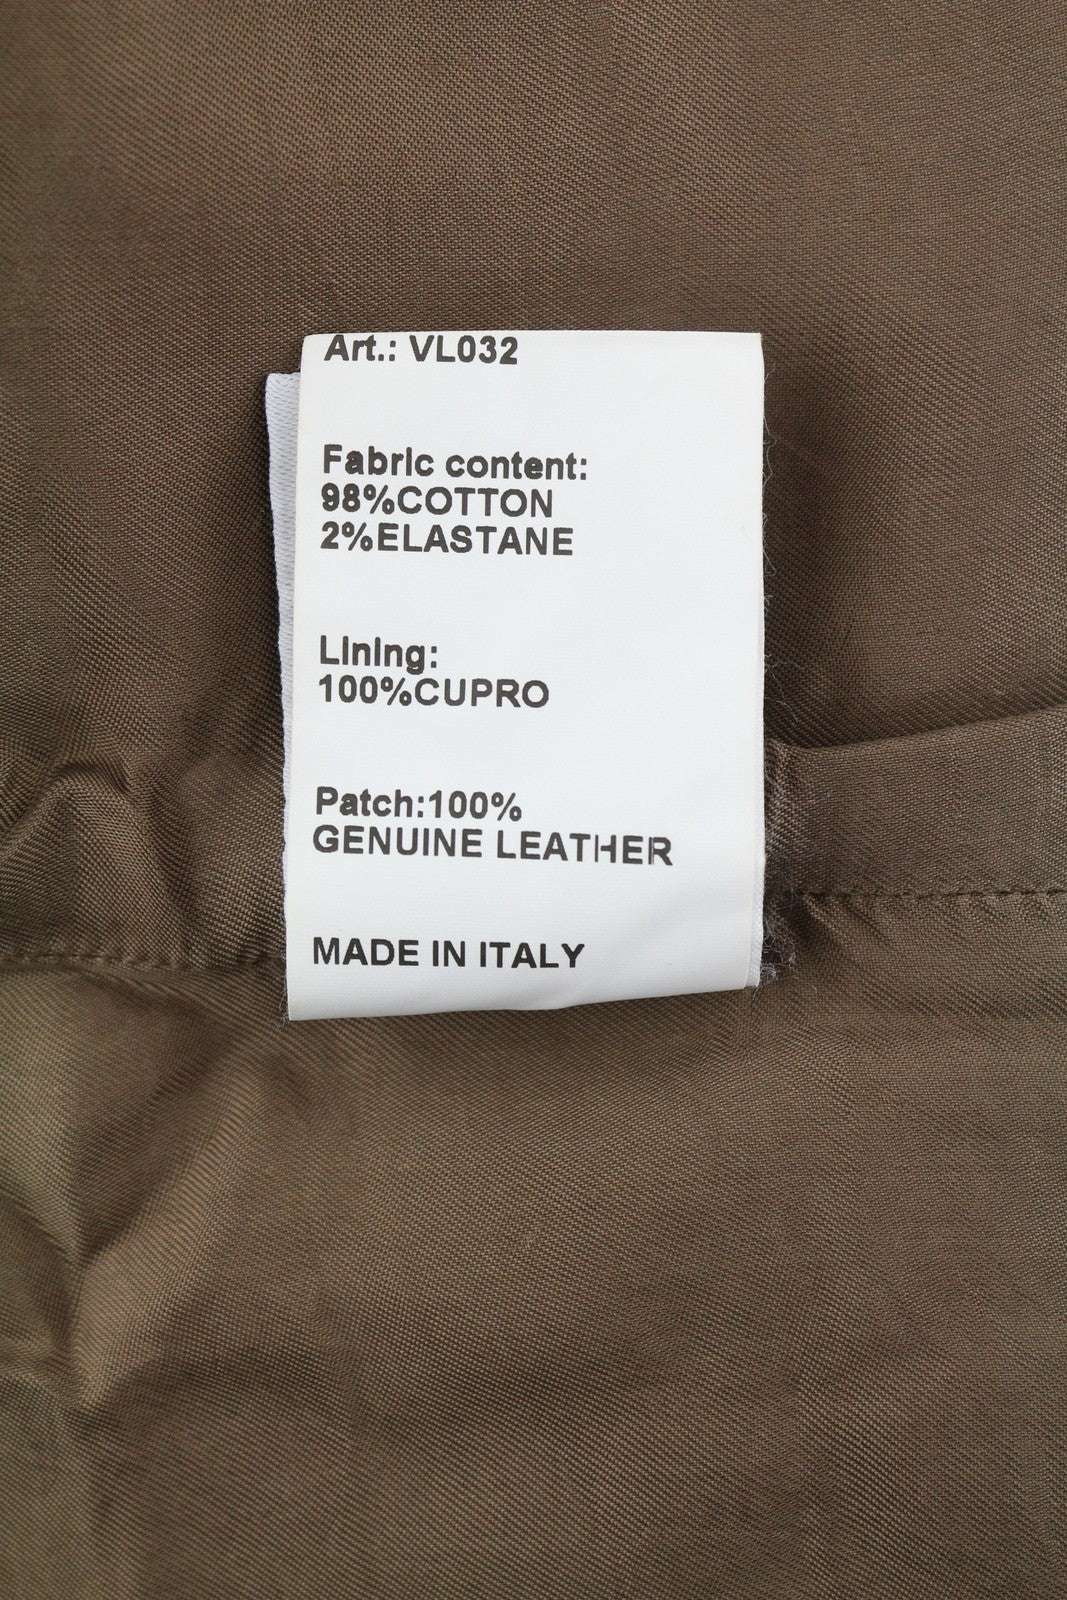 Art.: VL032
Fabric content:
98%COTTON
2%ELASTANE
Lining:
100%CUPRO
Patch:100%
GENUINE LEATHER
MADE IN ITALY